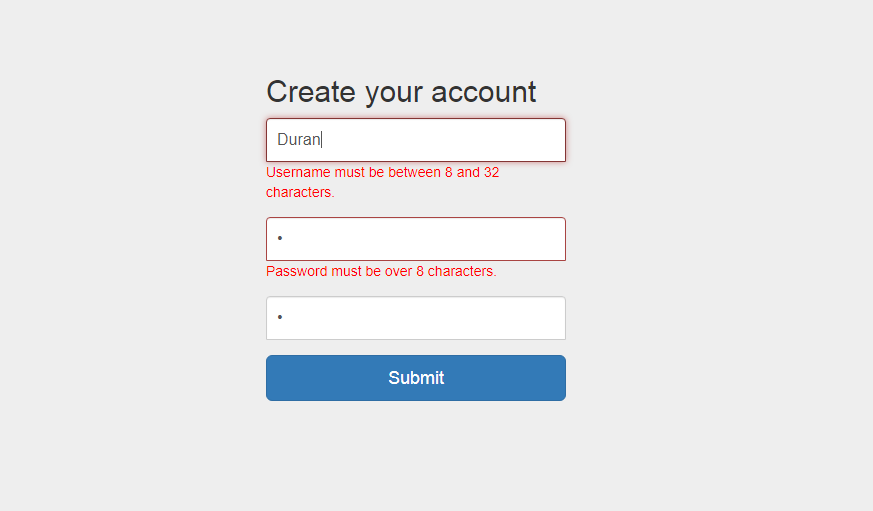 Create your account
Duran
Username must be between 8 and 32
characters.
•
Password must be over 8 characters.
•
Submit